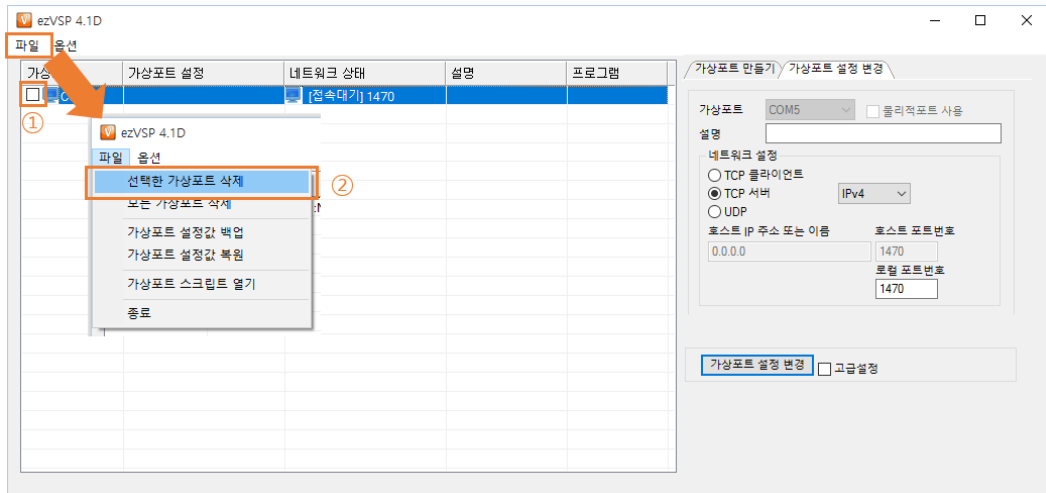 ezVSP 4.1D
파일 옵션
가상 가상포트 설정 네트워크 상태 설명 프로그램
[접속대기] 1470
①
ezVSP 4.1D
파일 옵션
선택한 가상포트 삭제
②
모든 가상포트 삭제
가상포트 설정값 백업
가상포트 설정값 복원
가상포트 스크립트 열기
종료
가상포트 만들기 가상포트 설정 변경
가상포트 COM5 물리적포트 사용
설명
네트워크 설정
TCP 클라이언트
TCP 서버 IPv4
UDP
호스트 IP 주소 또는 이름 호스트 포트번호
0.0.0.0 1470
로컬 포트번호
1470
가상포트 설정 변경 고급설정